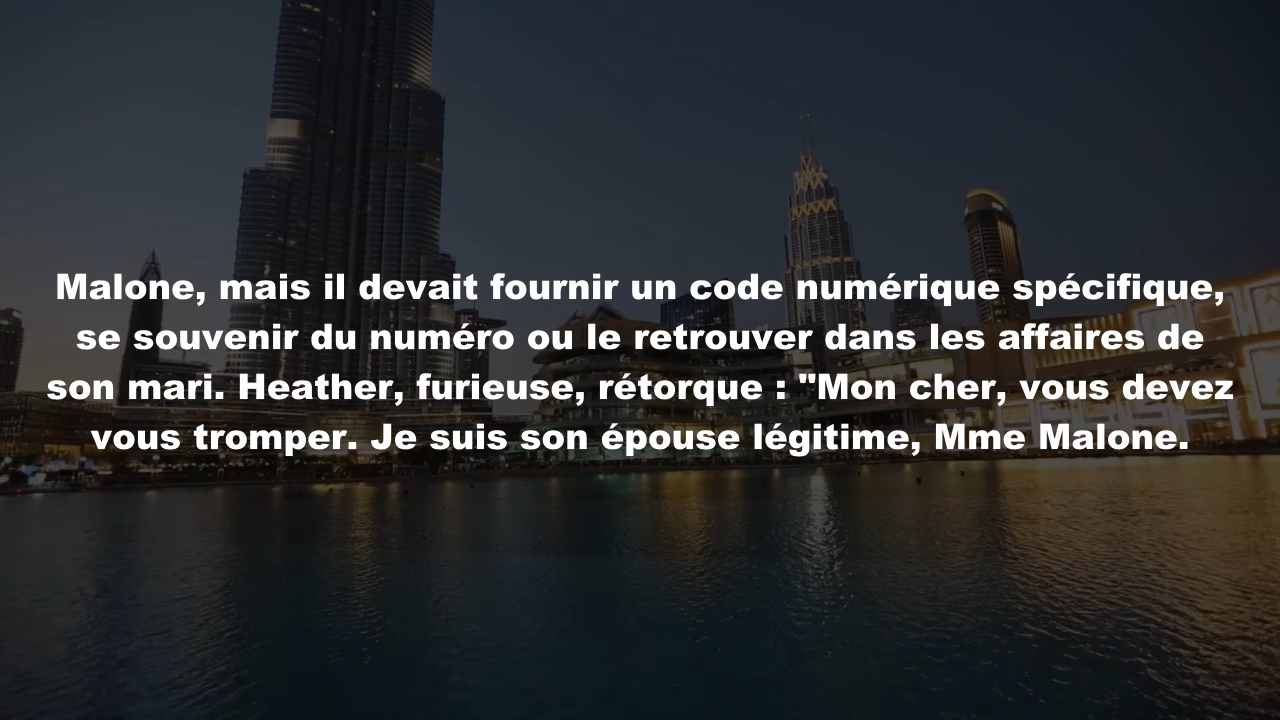 Malone, mais il devait fournir un code numérique spécifique,
se souvenir du numéro ou le retrouver dans les affaires de
son mari. Heather, furieuse, rétorque : "Mon cher, vous devez
vous tromper. Je suis son épouse légitime, Mme Malone.